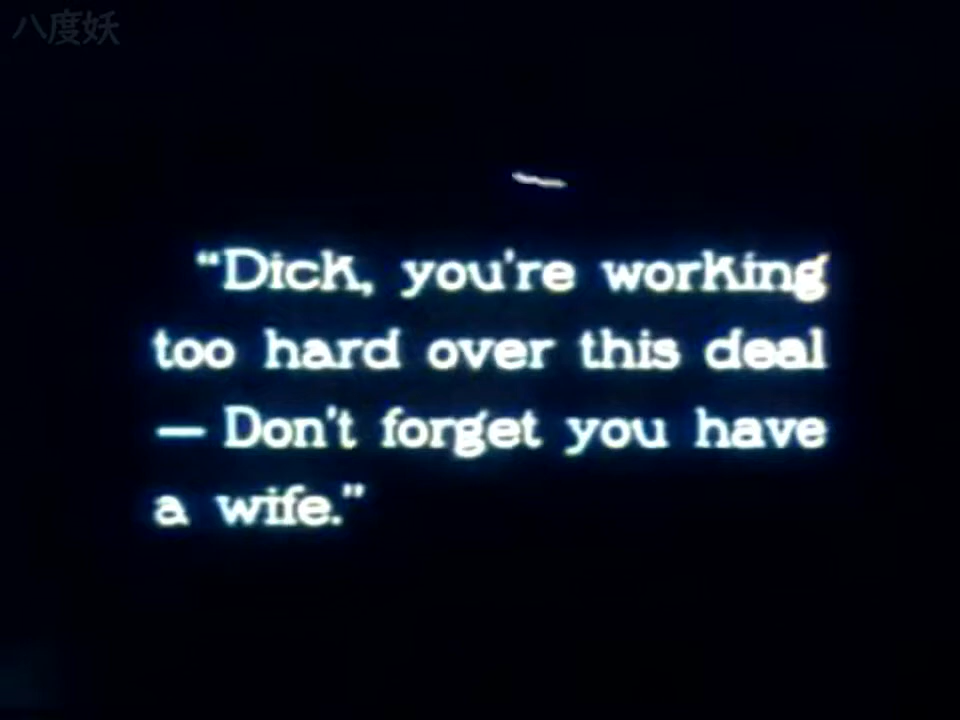 八度妖
“Dick, you're working
too hard over this deal
— Don't forget you have
a wife.”